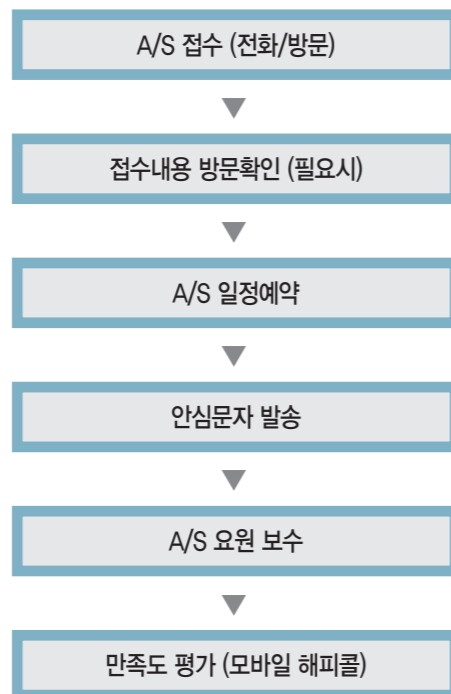 A/S 접수 (전화/방문)
접수내용 방문확인 (필요시)
A/S 일정예약
안심문자 발송
A/S 요원 보수
만족도 평가 (모바일 해피콜)